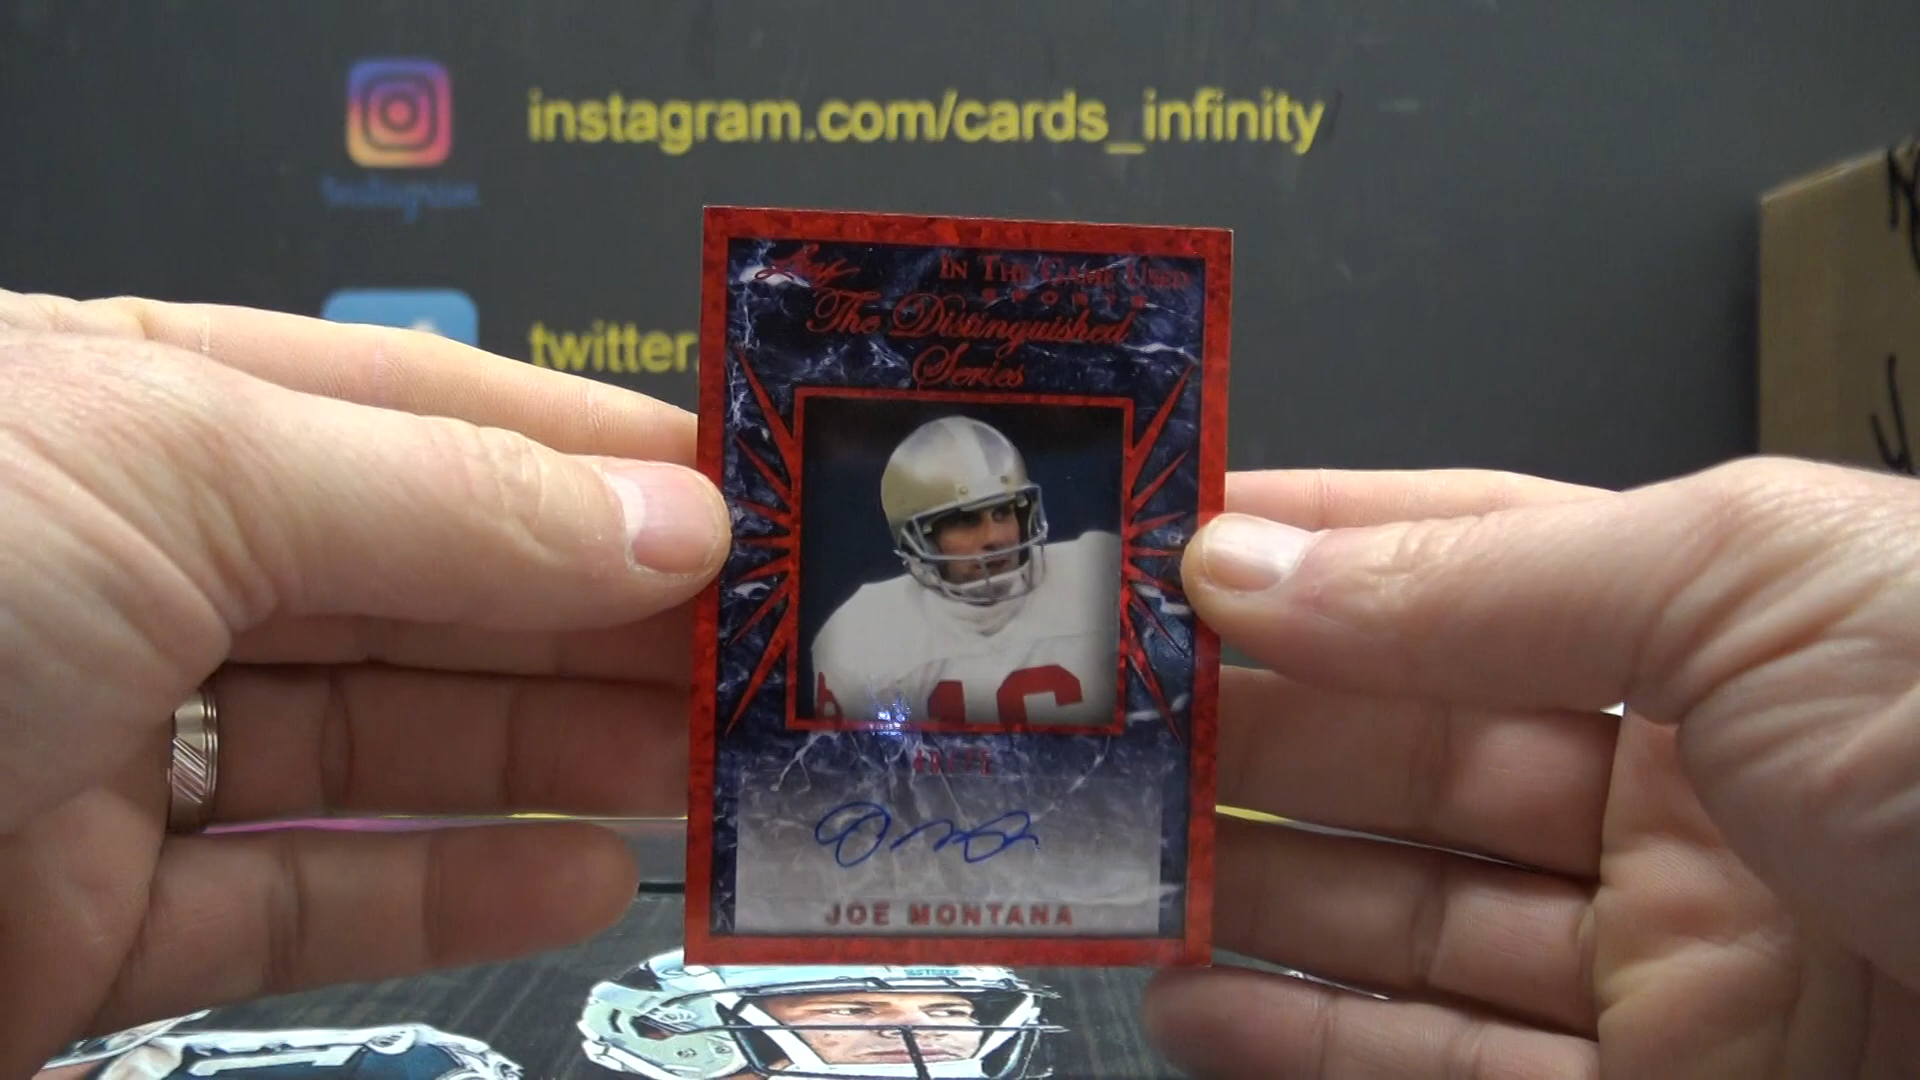 instagram.com/cards_infinity/
Instagram
twitter.
Leaf
IN THE GAME USED
SPORTS
The Distinguished
Series
16
JOE MONTANA